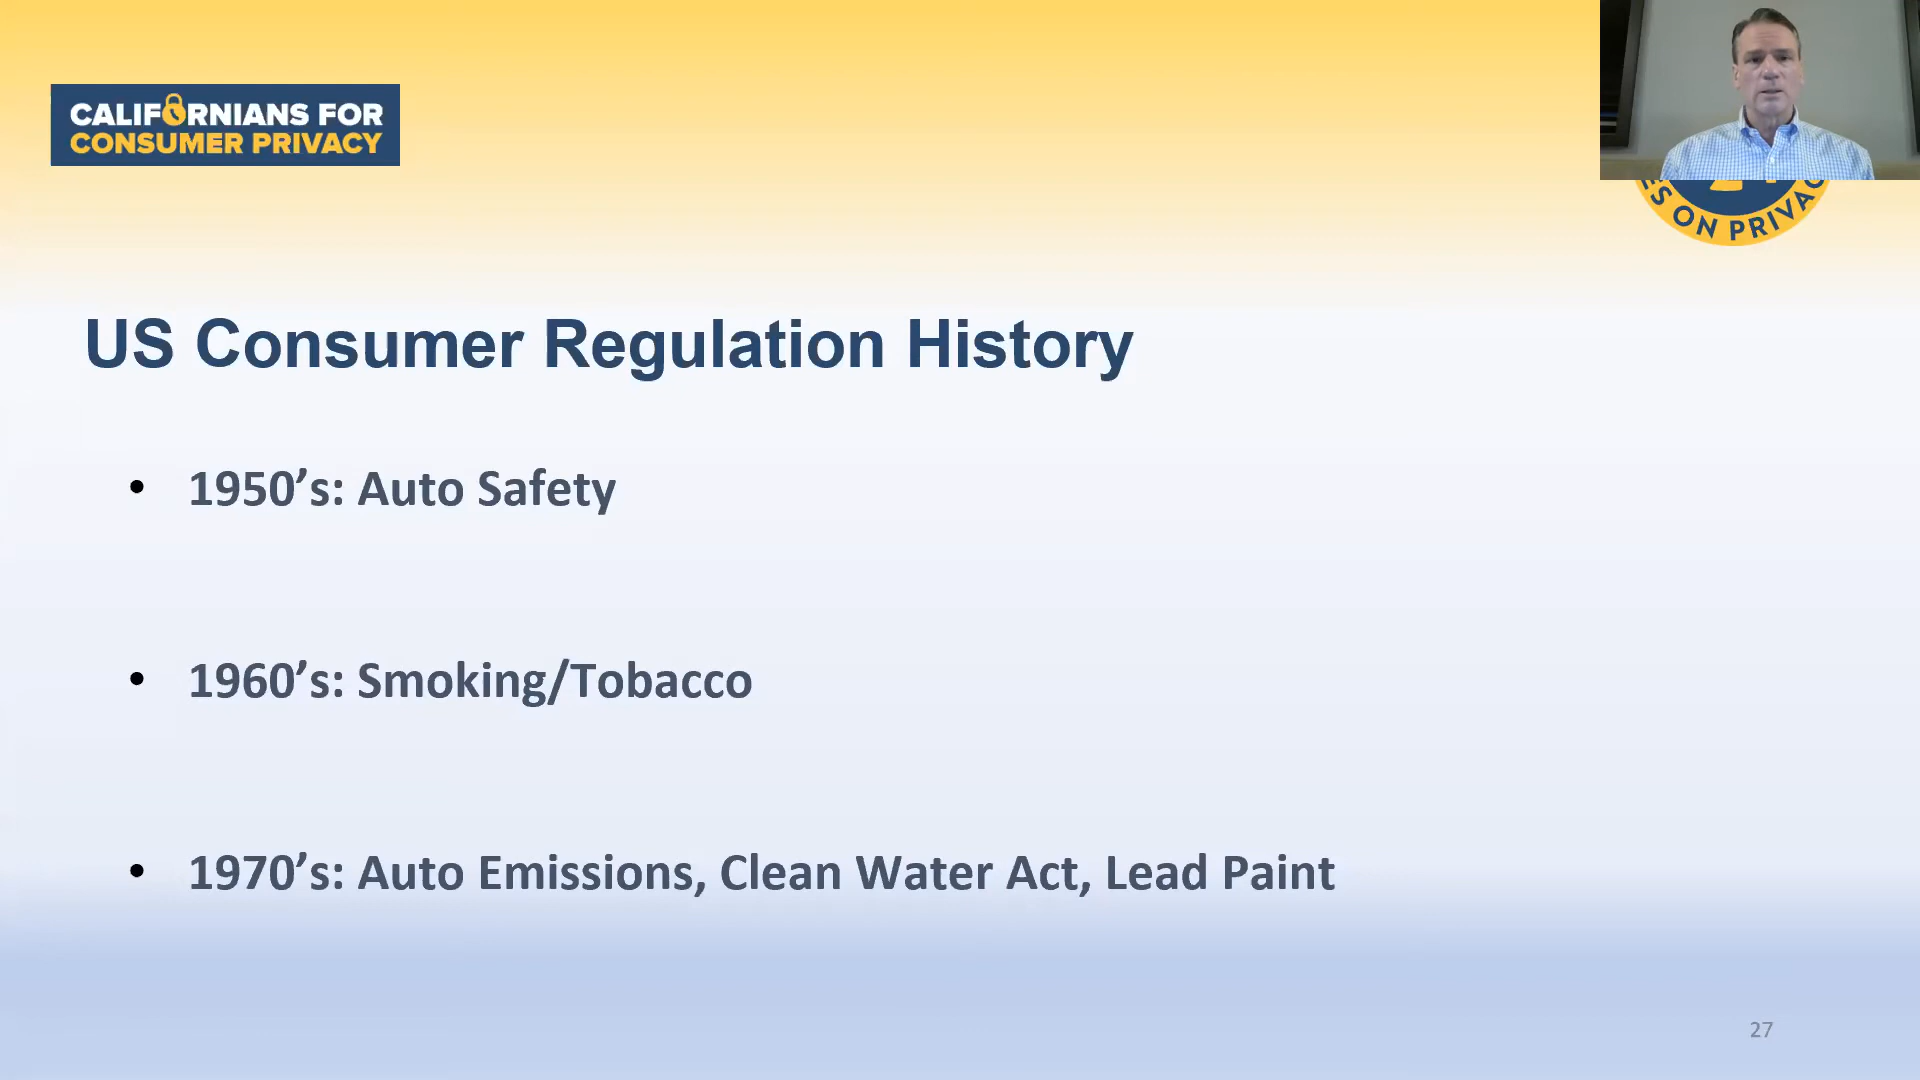 CALIFORNIANS FOR
CONSUMER PRIVACY
ON
US Consumer Regulation History
• 1950’s: Auto Safety
• 1960’s: Smoking/Tobacco
• 1970’s: Auto Emissions, Clean Water Act, Lead Paint
27